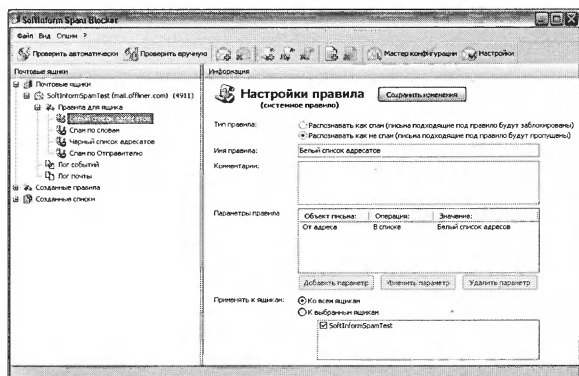 SoftInform Spam Blocker
Файл Вид Опции ?
Проверить автоматически Проверить вручную Мастер конфигурации Настройки
Почтовые ящики
Почтовые ящики
SoftInformSpamTest (mail.offliner.com) (4911)
Правила для ящика
Белый список адресатов
Спам по словам
Черный список адресатов
Спам по Отправителю
Лог событий
Лог почты
Созданные правила
Созданные списки
Информация
Настройки правила Сохранить изменения
(системное правило)
Тип правила:
Распознавать как спам (письма подходящие под правило будут заблокированы)
Распознавать как не спам (письма подходящие под правило будут пропущены)
Имя правила: Белый список адресатов
Комментарии:
Параметры правила
Объект письма: Операция: Значение:
От адреса В списке Белый список адресов
Добавить параметр Изменить параметр Удалить параметр
Применять к ящикам: Ко всем ящикам
К выбранным ящикам
SoftInformSpamTest